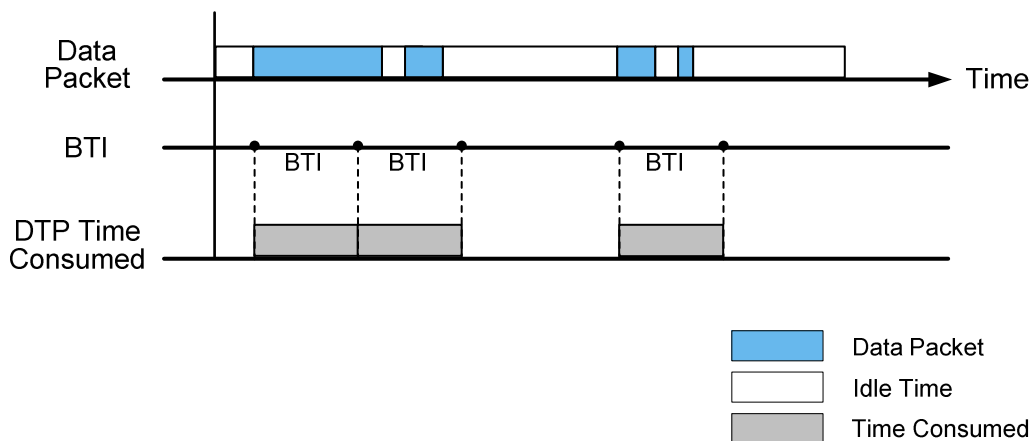 Data
Packet
Time
BTI
BTI
BTI
BTI
DTP Time
Consumed
Data Packet
Idle Time
Time Consumed